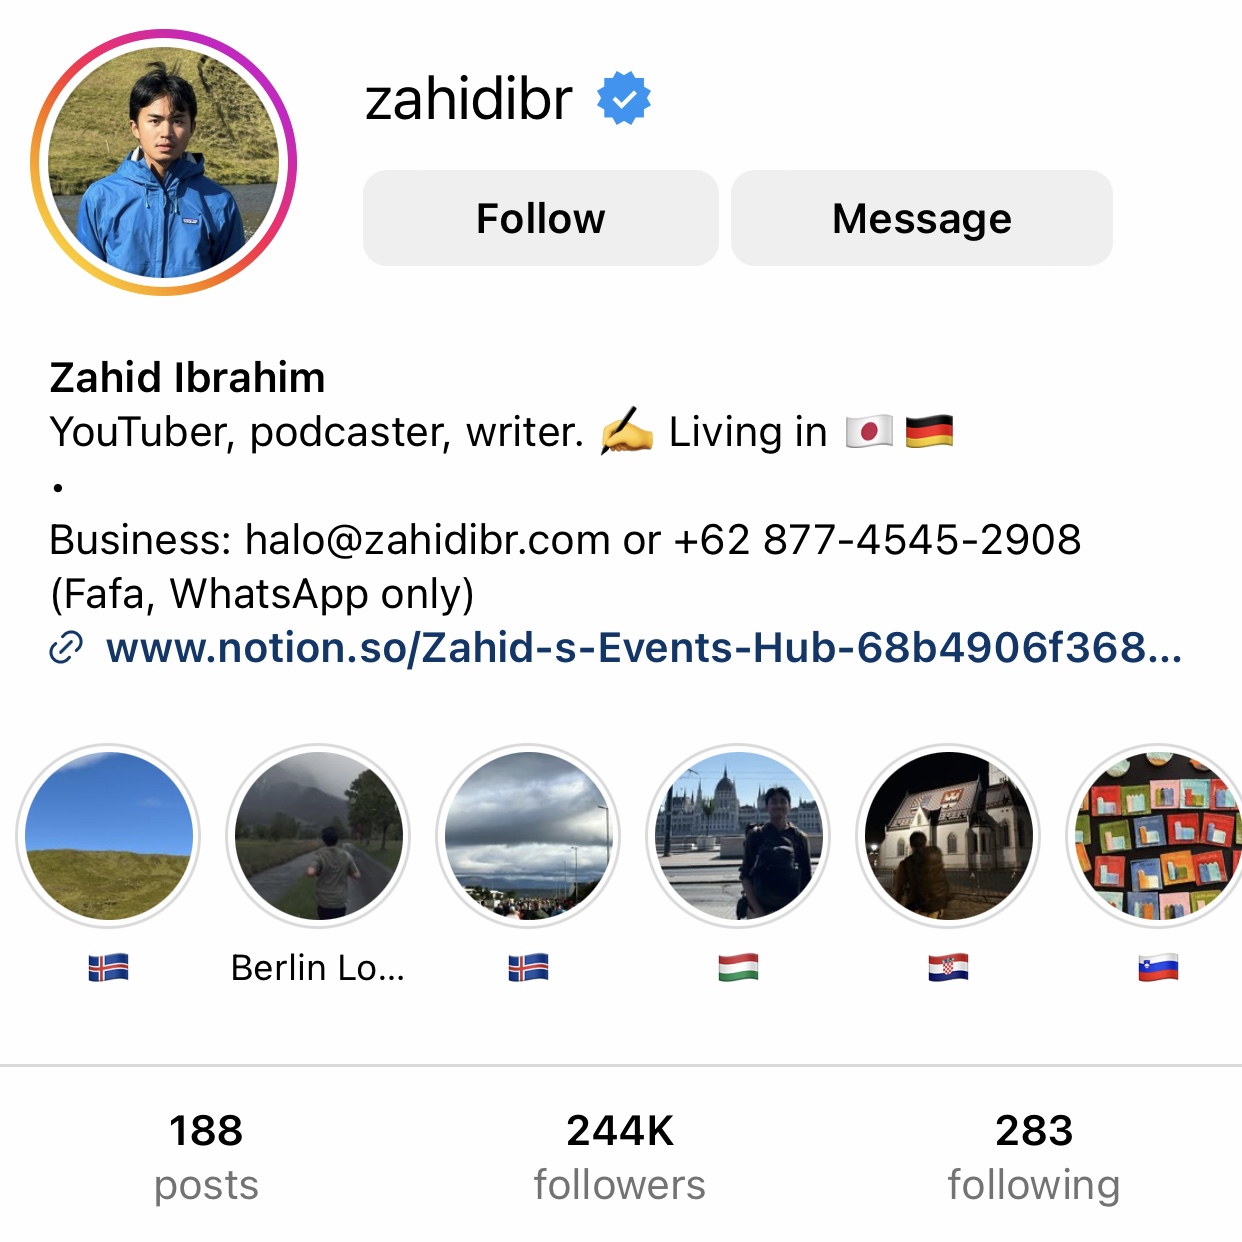 zahidibr
Follow
Message
Zahid Ibrahim
YouTuber, podcaster, writer. ✍️ Living in 🇯🇵 🇩🇪
•
Business: halo@zahidibr.com or +62 877-4545-2908
(Fafa, WhatsApp only)
www.notion.so/Zahid-s-Events-Hub-68b4906f368...
🇮🇸
Berlin Lo...
🇮🇸
🇭🇺
🇭🇷
🇸🇮
188
posts
244K
followers
283
following